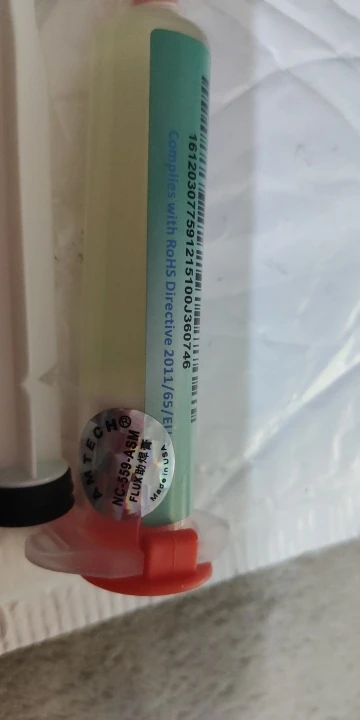 161203077591215100J360746
Complies with RoHS Directive 2011/65/EU
AMTECH®
NC-559-ASM
FLUX助焊膏
Made in USA